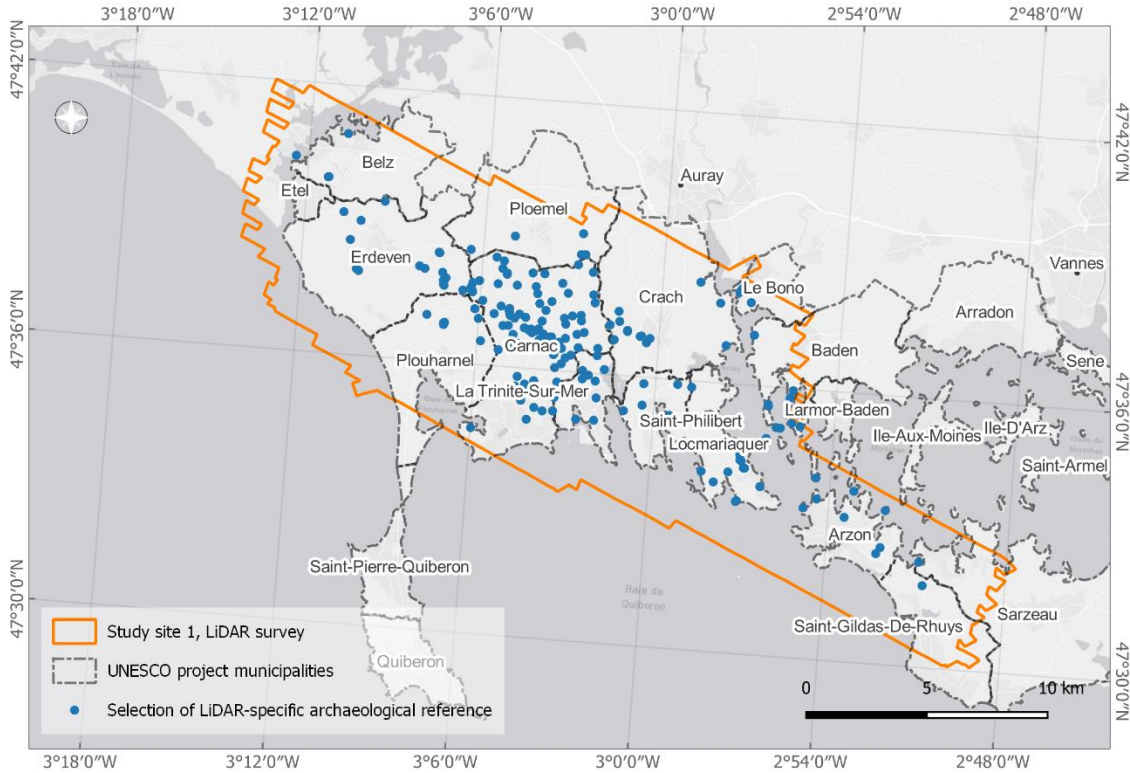 3°18'0"W
3°12'0"W
3°6'0"W
3°0'0"W
2°54'0"W
2°48'0"W
47°42'0"N
47°36'0"N
47°30'0"N
47°42'0"N
47°36'0"N
47°30'0"N
Etel
Belz
Auray
Ploemel
Erdeven
Le Bono
Vannes
Crach
Arradon
Carnac
Baden
Sene
Plouharnel
Auray
La Trinite-Sur-Mer
Saint-Philibert
Larmor-Baden
Ile-Aux-Moines
Ile-D'Arz
Locmariaquer
Saint-Armel
Arzon
Saint-Pierre-Quiberon
Baie de
Quiberon
Saint-Gildas-De-Rhuys
Sarzeau
Quiberon
Study site 1, LiDAR survey
UNESCO project municipalities
Selection of LiDAR-specific archaeological reference
0
5
10 km
3°18'0"W
3°12'0"W
3°6'0"W
3°0'0"W
2°54'0"W
2°48'0"W